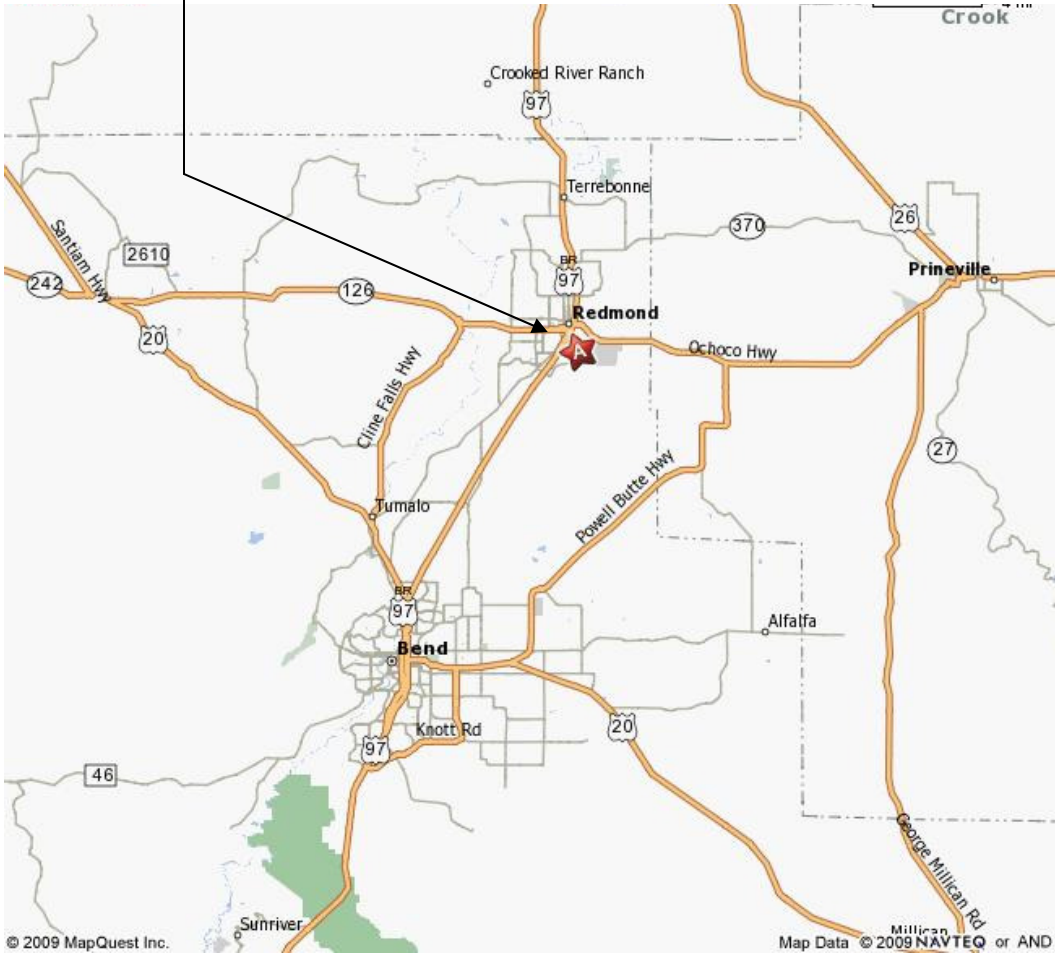 4 mi
Crook
Crooked River Ranch
97
Terrebonne
370
26
Santiam Hwy
2610
BR
97
Prineville
242
126
Redmond
20
A
Ochoco Hwy
Cline Falls Hwy
27
Powell Butte Hwy
Tumalo
BR
97
Alfalfa
Bend
20
Knott Rd
97
46
George Millican Rd
Sunriver
Millican
© 2009 MapQuest Inc.
Map Data © 2009 NAVTEQ or AND